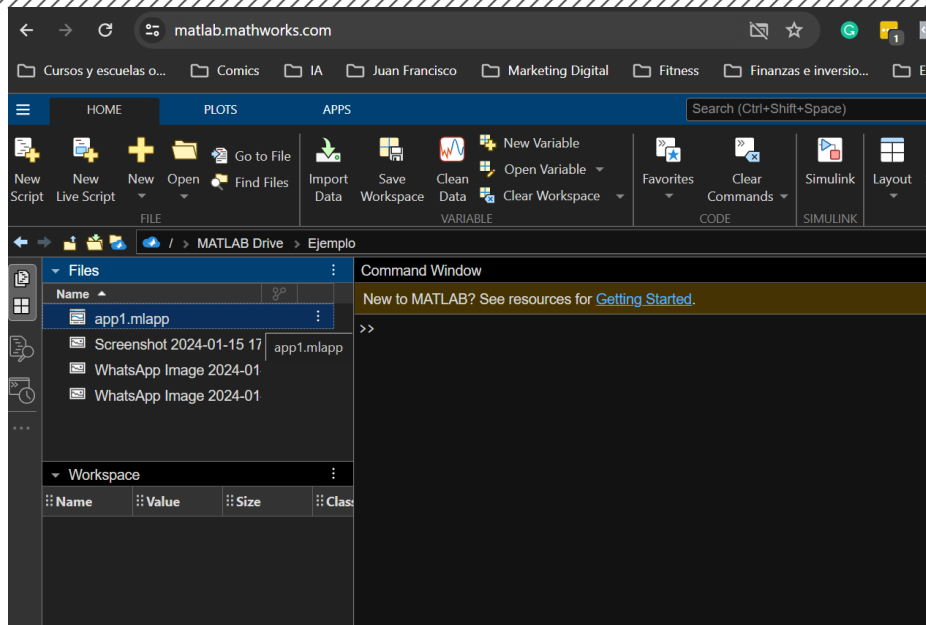 matlab.mathworks.com
1
Cursos y escuelas o... Comics IA Juan Francisco Marketing Digital Fitness Finanzas e inversio... E
HOME PLOTS APPS Search (Ctrl+Shift+Space)
New Script
New Live Script
New
Open
Go to File
Find Files
Import Data
Save Workspace
Clean Data
New Variable
Open Variable
Clear Workspace
Favorites
Clear Commands
Simulink
Layout
FILE VARIABLE CODE SIMULINK
/ > MATLAB Drive > Ejemplo
Files
Name
app1.mlapp
Screenshot 2024-01-15 17
app1.mlapp
WhatsApp Image 2024-01-
WhatsApp Image 2024-01-
Command Window
New to MATLAB? See resources for Getting Started.
>>
Workspace
Name Value Size Class